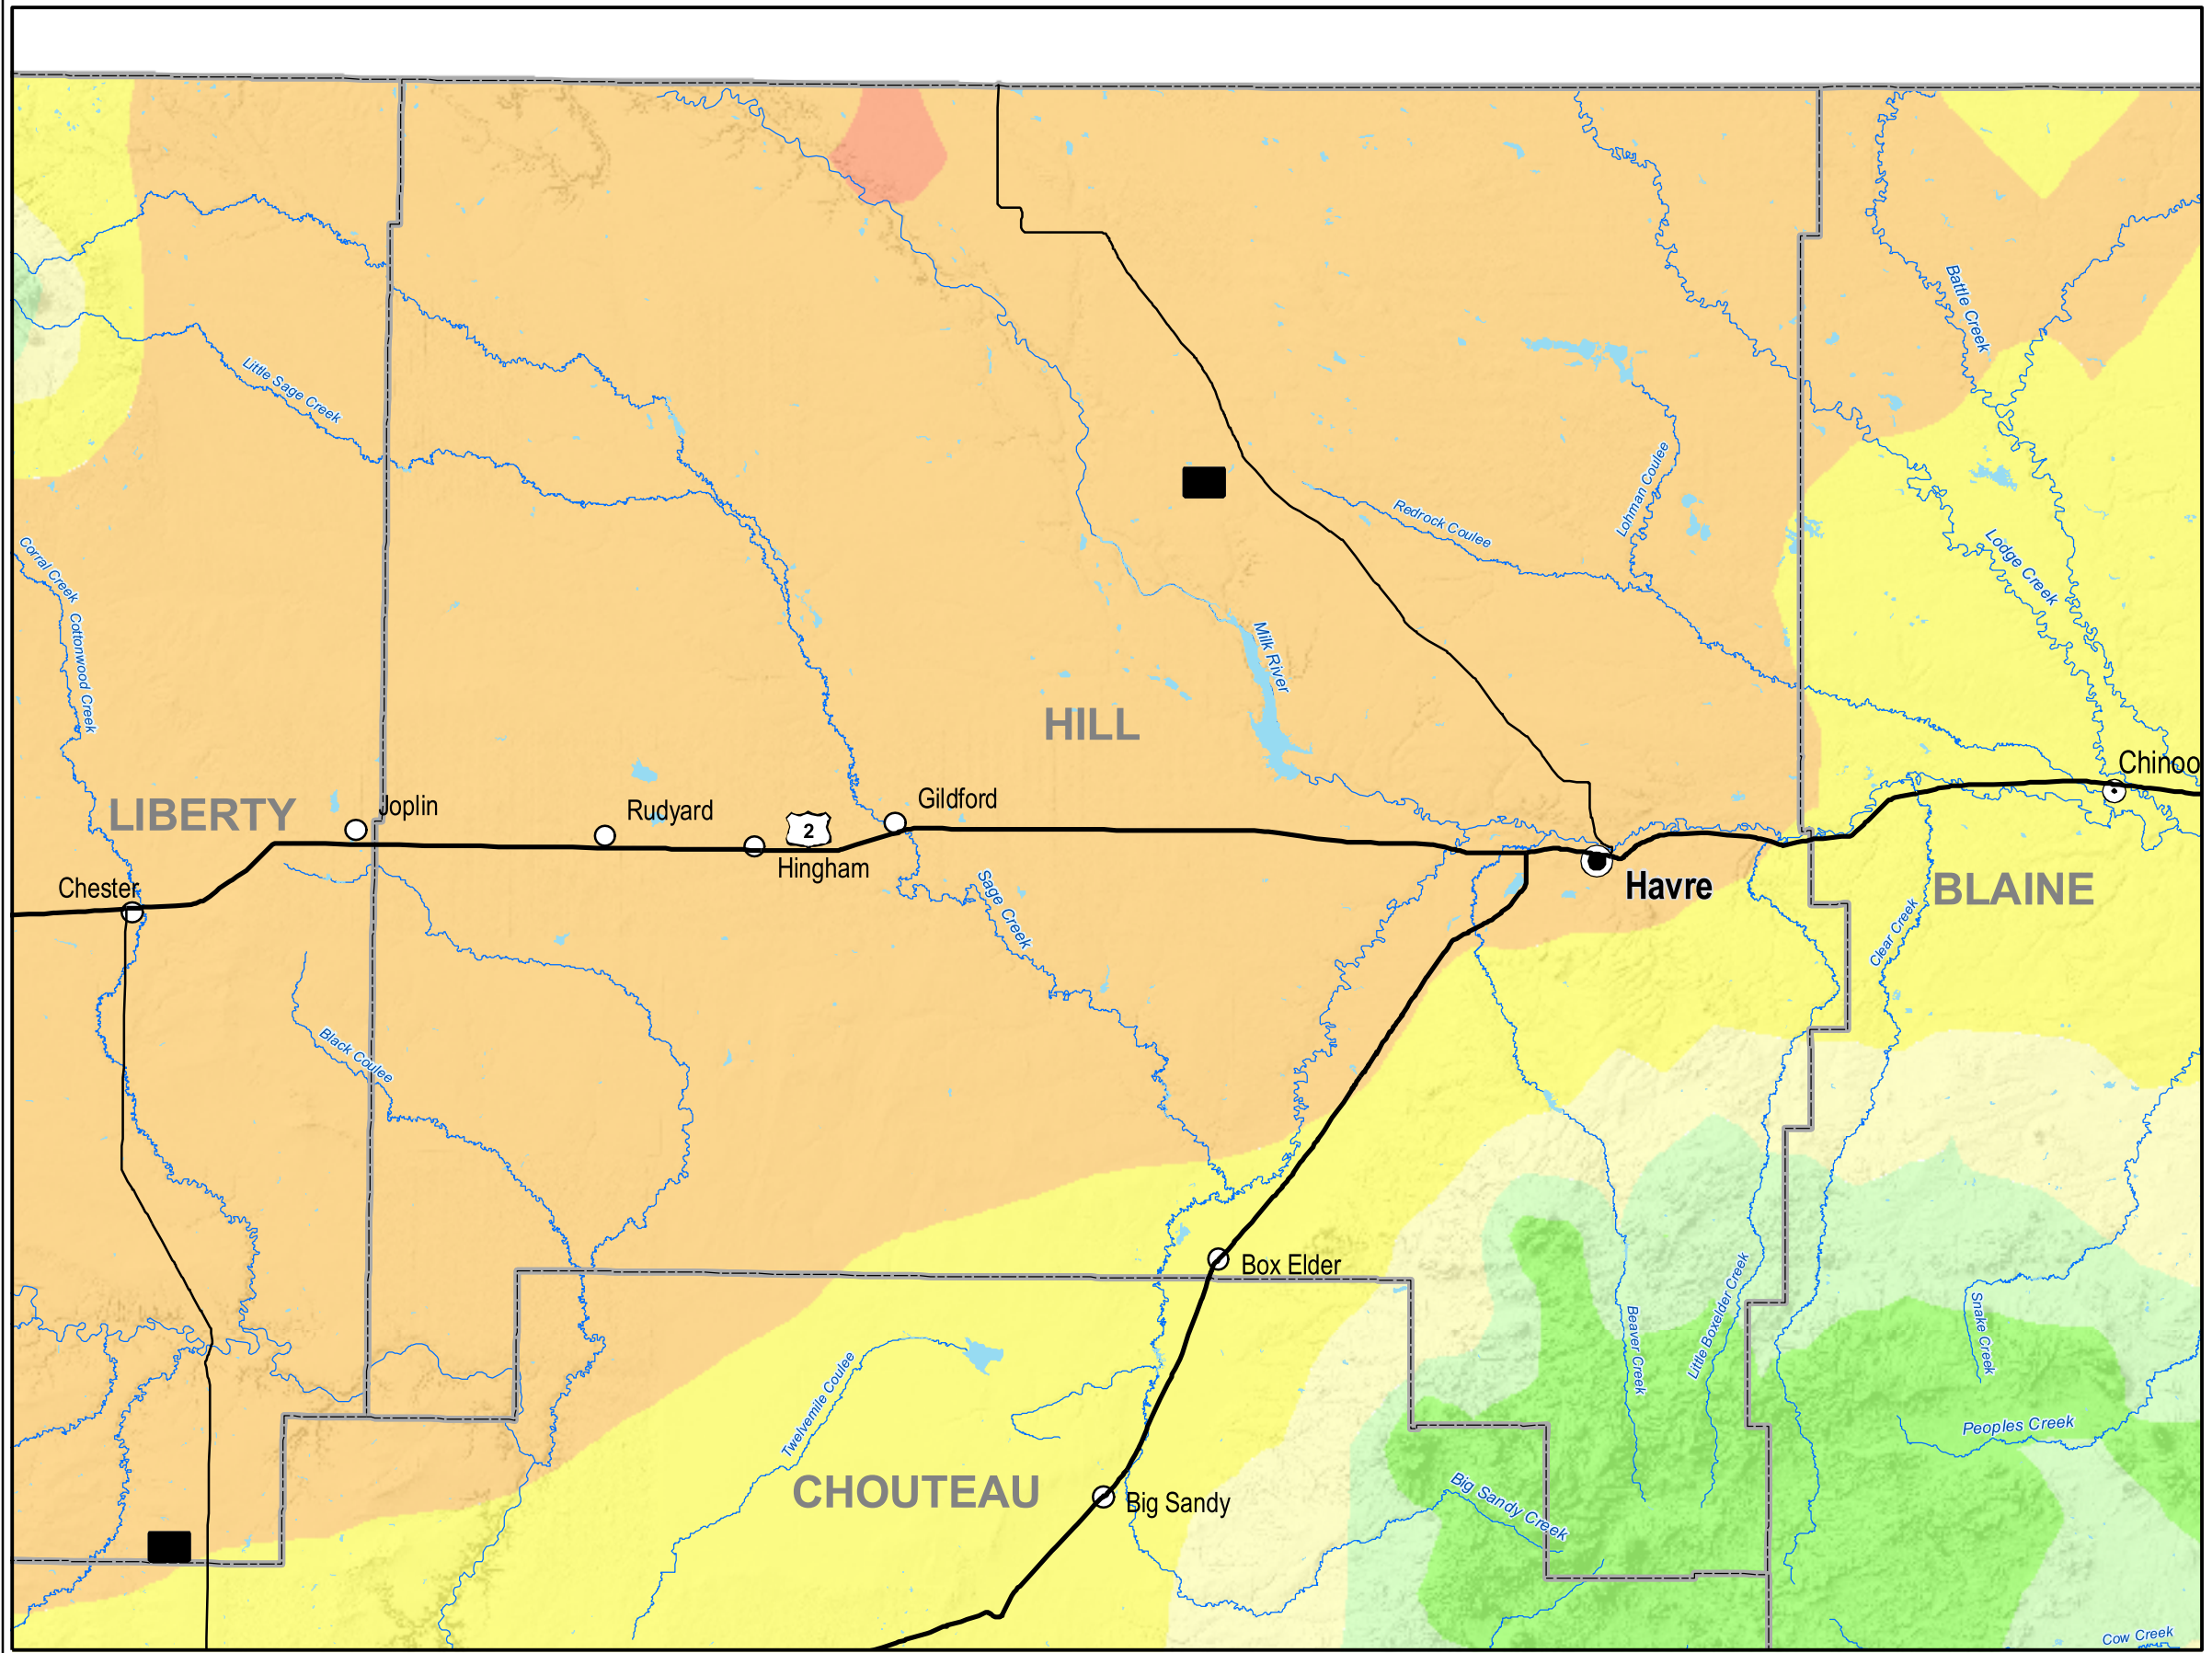 Battle Creek
Little Sage Creek
Lohman Coulee
Redrock Coulee
Lodge Creek
Corral Creek
Cottonwood Creek
Milk River
HILL
Chinoo
LIBERTY
Joplin
Rudyard
Gildford
2
Hingham
Chester
Havre
BLAINE
Sage Creek
Clear Creek
Black Coulee
Box Elder
Beaver Creek
Little Boxelder Creek
Snake Creek
Twelvemile Coulee
Peoples Creek
CHOUTEAU
Big Sandy
Big Sandy Creek
Cow Creek